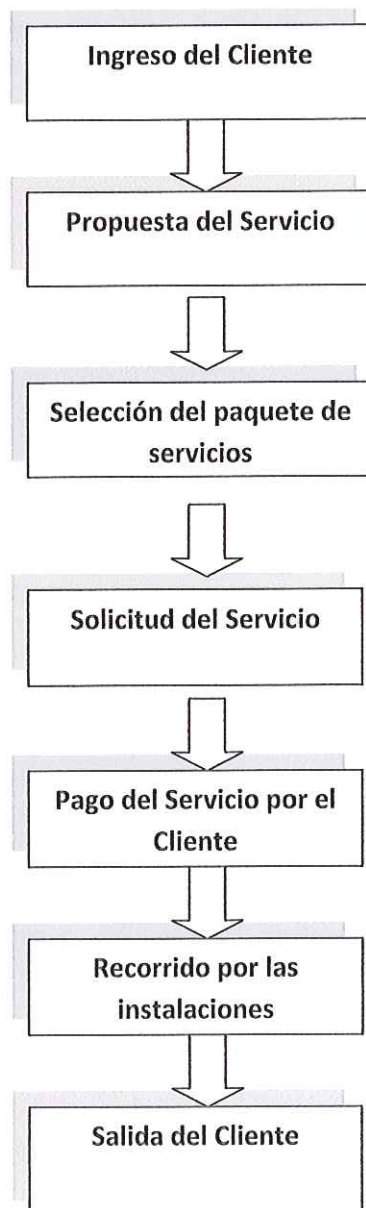 Ingreso del Cliente
Propuesta del Servicio
Selección del paquete de
servicios
Solicitud del Servicio
Pago del Servicio por el
Cliente
Recorrido por las
instalaciones
Salida del Cliente